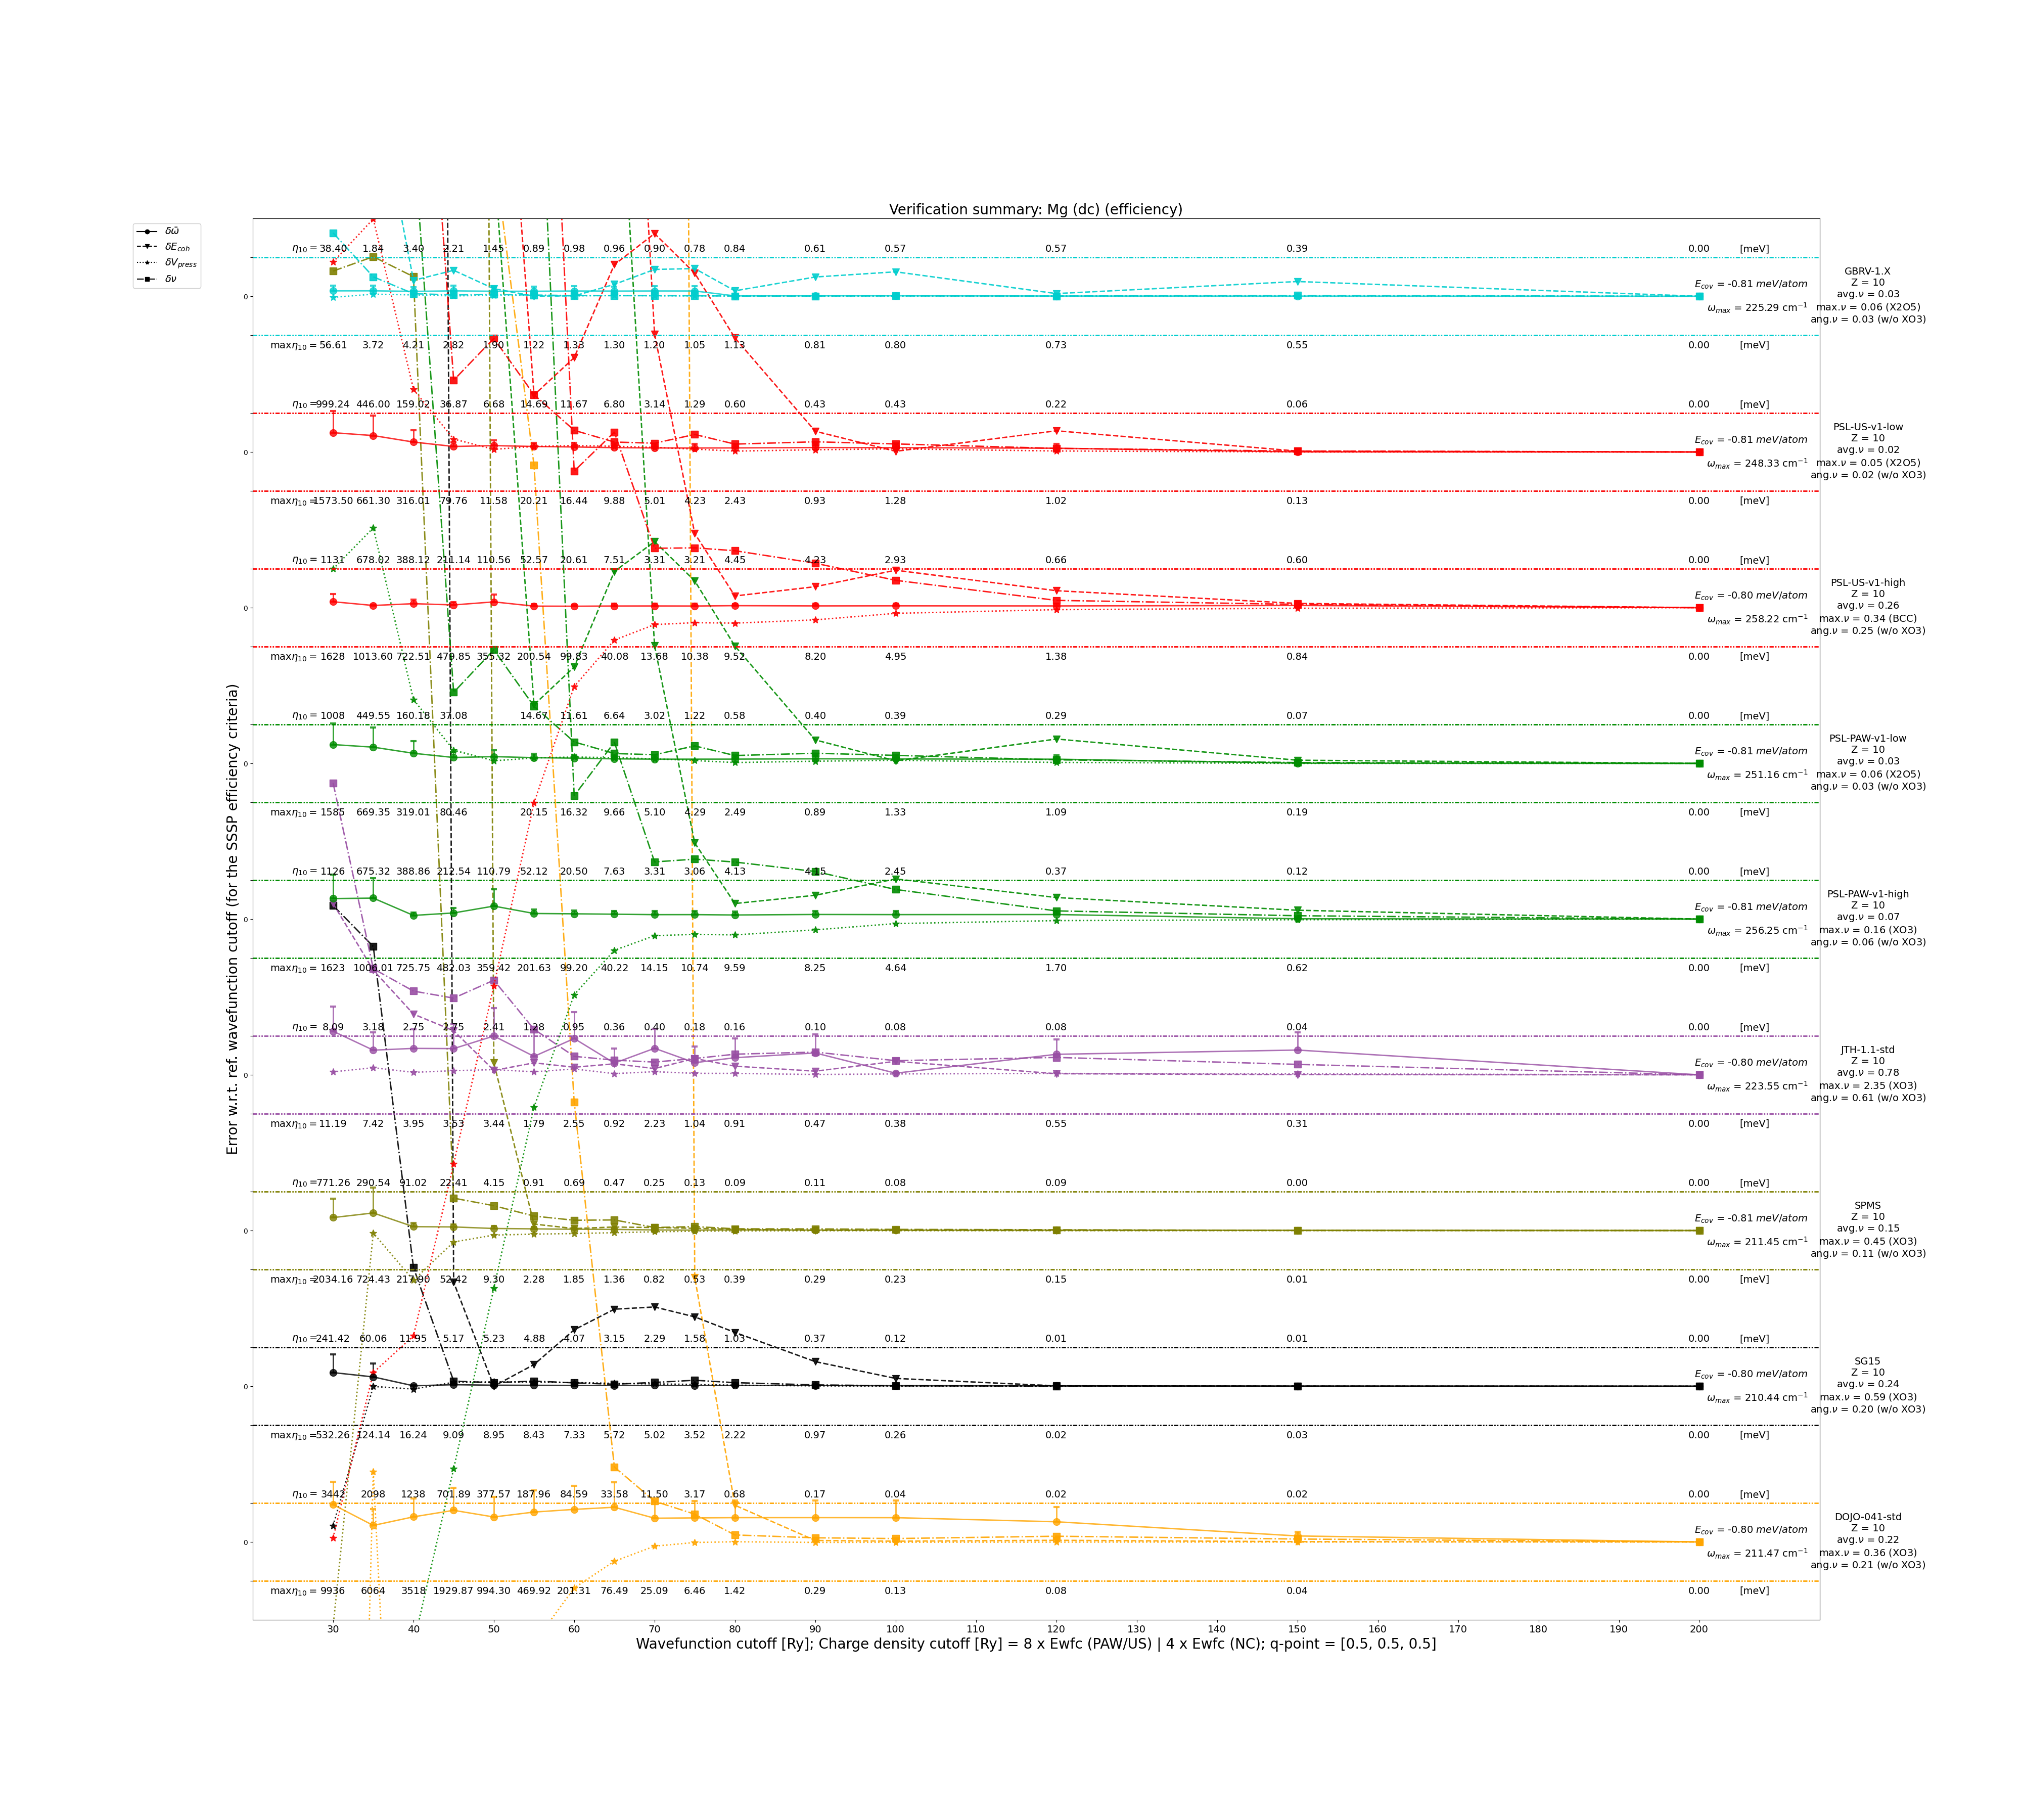 Verification summary: Mg (dc) (efficiency)
δω̄
δE_coh
δV_press
δν
Error w.r.t. ref. wavefunction cutoff (for the SSSP efficiency criteria)
η₁₀ = 38.40 1.84 3.40 2.21 1.45 0.89 0.98 0.96 0.90 0.78 0.84 0.61 0.57 0.57 0.39 0.00 [meV]
0
E_cov = -0.81 meV/atom
ω_max = 225.29 cm⁻¹
GBRV-1.X
Z = 10
avg.ν = 0.03
max.ν = 0.06 (X2O5)
ang.ν = 0.03 (w/o XO3)
maxη₁₀ = 56.61 3.72 4.21 2.82 1.90 1.22 1.33 1.30 1.20 1.05 1.13 0.81 0.80 0.73 0.55 0.00 [meV]
η₁₀ = 999.24 446.00 159.02 36.87 6.68 14.69 11.67 6.80 3.14 1.29 0.60 0.43 0.43 0.22 0.06 0.00 [meV]
0
E_cov = -0.81 meV/atom
ω_max = 248.33 cm⁻¹
PSL-US-v1-low
Z = 10
avg.ν = 0.02
max.ν = 0.05 (X2O5)
ang.ν = 0.02 (w/o XO3)
maxη₁₀ = 1573.50 661.30 316.01 79.76 11.58 20.21 16.44 9.88 5.01 4.23 2.43 0.93 1.28 1.02 0.13 0.00 [meV]
η₁₀ = 1131 678.02 388.12 211.14 110.56 52.57 20.61 7.51 3.31 3.21 4.45 4.23 2.93 0.66 0.60 0.00 [meV]
0
E_cov = -0.80 meV/atom
ω_max = 258.22 cm⁻¹
PSL-US-v1-high
Z = 10
avg.ν = 0.26
max.ν = 0.34 (BCC)
ang.ν = 0.25 (w/o XO3)
maxη₁₀ = 1628 1013.60 722.51 479.85 355.32 200.54 99.83 40.08 13.68 10.38 9.52 8.20 4.95 1.38 0.84 0.00 [meV]
η₁₀ = 1008 449.55 160.18 37.08 14.67 11.61 6.64 3.02 1.22 0.58 0.40 0.39 0.29 0.07 0.00 [meV]
0
E_cov = -0.81 meV/atom
ω_max = 251.16 cm⁻¹
PSL-PAW-v1-low
Z = 10
avg.ν = 0.03
max.ν = 0.06 (X2O5)
ang.ν = 0.03 (w/o XO3)
maxη₁₀ = 1585 669.35 319.01 80.46 20.15 16.32 9.66 5.10 4.29 2.49 0.89 1.33 1.09 0.19 0.00 [meV]
η₁₀ = 1126 675.32 388.86 212.54 110.79 52.12 20.50 7.63 3.31 3.06 4.13 4.15 2.45 0.37 0.12 0.00 [meV]
0
E_cov = -0.81 meV/atom
ω_max = 256.25 cm⁻¹
PSL-PAW-v1-high
Z = 10
avg.ν = 0.07
max.ν = 0.16 (XO3)
ang.ν = 0.06 (w/o XO3)
maxη₁₀ = 1623 1006.01 725.75 482.03 359.42 201.63 99.20 40.22 14.15 10.74 9.59 8.25 4.64 1.70 0.62 0.00 [meV]
η₁₀ = 8.09 3.18 2.75 2.75 2.41 1.28 0.95 0.36 0.40 0.18 0.16 0.10 0.08 0.08 0.04 0.00 [meV]
0
E_cov = -0.80 meV/atom
ω_max = 223.55 cm⁻¹
JTH-1.1-std
Z = 10
avg.ν = 0.78
max.ν = 2.35 (XO3)
ang.ν = 0.61 (w/o XO3)
maxη₁₀ = 11.19 7.42 3.95 3.53 3.44 1.79 2.55 0.92 2.23 1.04 0.91 0.47 0.38 0.55 0.31 0.00 [meV]
η₁₀ = 771.26 290.54 91.02 22.41 4.15 0.91 0.69 0.47 0.25 0.13 0.09 0.11 0.08 0.09 0.00 0.00 [meV]
0
E_cov = -0.81 meV/atom
ω_max = 211.45 cm⁻¹
SPMS
Z = 10
avg.ν = 0.15
max.ν = 0.45 (XO3)
ang.ν = 0.11 (w/o XO3)
maxη₁₀ = 2034.16 724.43 217.90 52.42 9.30 2.28 1.85 1.36 0.82 0.53 0.39 0.29 0.23 0.15 0.01 0.00 [meV]
η₁₀ = 241.42 60.06 11.95 5.17 5.23 4.88 4.07 3.15 2.29 1.58 1.03 0.37 0.12 0.01 0.01 0.00 [meV]
0
E_cov = -0.80 meV/atom
ω_max = 210.44 cm⁻¹
SG15
Z = 10
avg.ν = 0.24
max.ν = 0.59 (XO3)
ang.ν = 0.20 (w/o XO3)
maxη₁₀ = 532.26 124.14 16.24 9.09 8.95 8.43 7.33 5.72 5.02 3.52 2.22 0.97 0.26 0.02 0.03 0.00 [meV]
η₁₀ = 3442 2098 1238 701.89 377.57 187.96 84.59 33.58 11.50 3.17 0.68 0.17 0.04 0.02 0.02 0.00 [meV]
0
E_cov = -0.80 meV/atom
ω_max = 211.47 cm⁻¹
DOJO-041-std
Z = 10
avg.ν = 0.22
max.ν = 0.36 (XO3)
ang.ν = 0.21 (w/o XO3)
maxη₁₀ = 9936 6064 3518 1929.87 994.30 469.92 201.31 76.49 25.09 6.46 1.42 0.29 0.13 0.08 0.04 0.00 [meV]
30 40 50 60 70 80 90 100 110 120 130 140 150 160 170 180 190 200
Wavefunction cutoff [Ry]; Charge density cutoff [Ry] = 8 x Ewfc (PAW/US) | 4 x Ewfc (NC); q-point = [0.5, 0.5, 0.5]